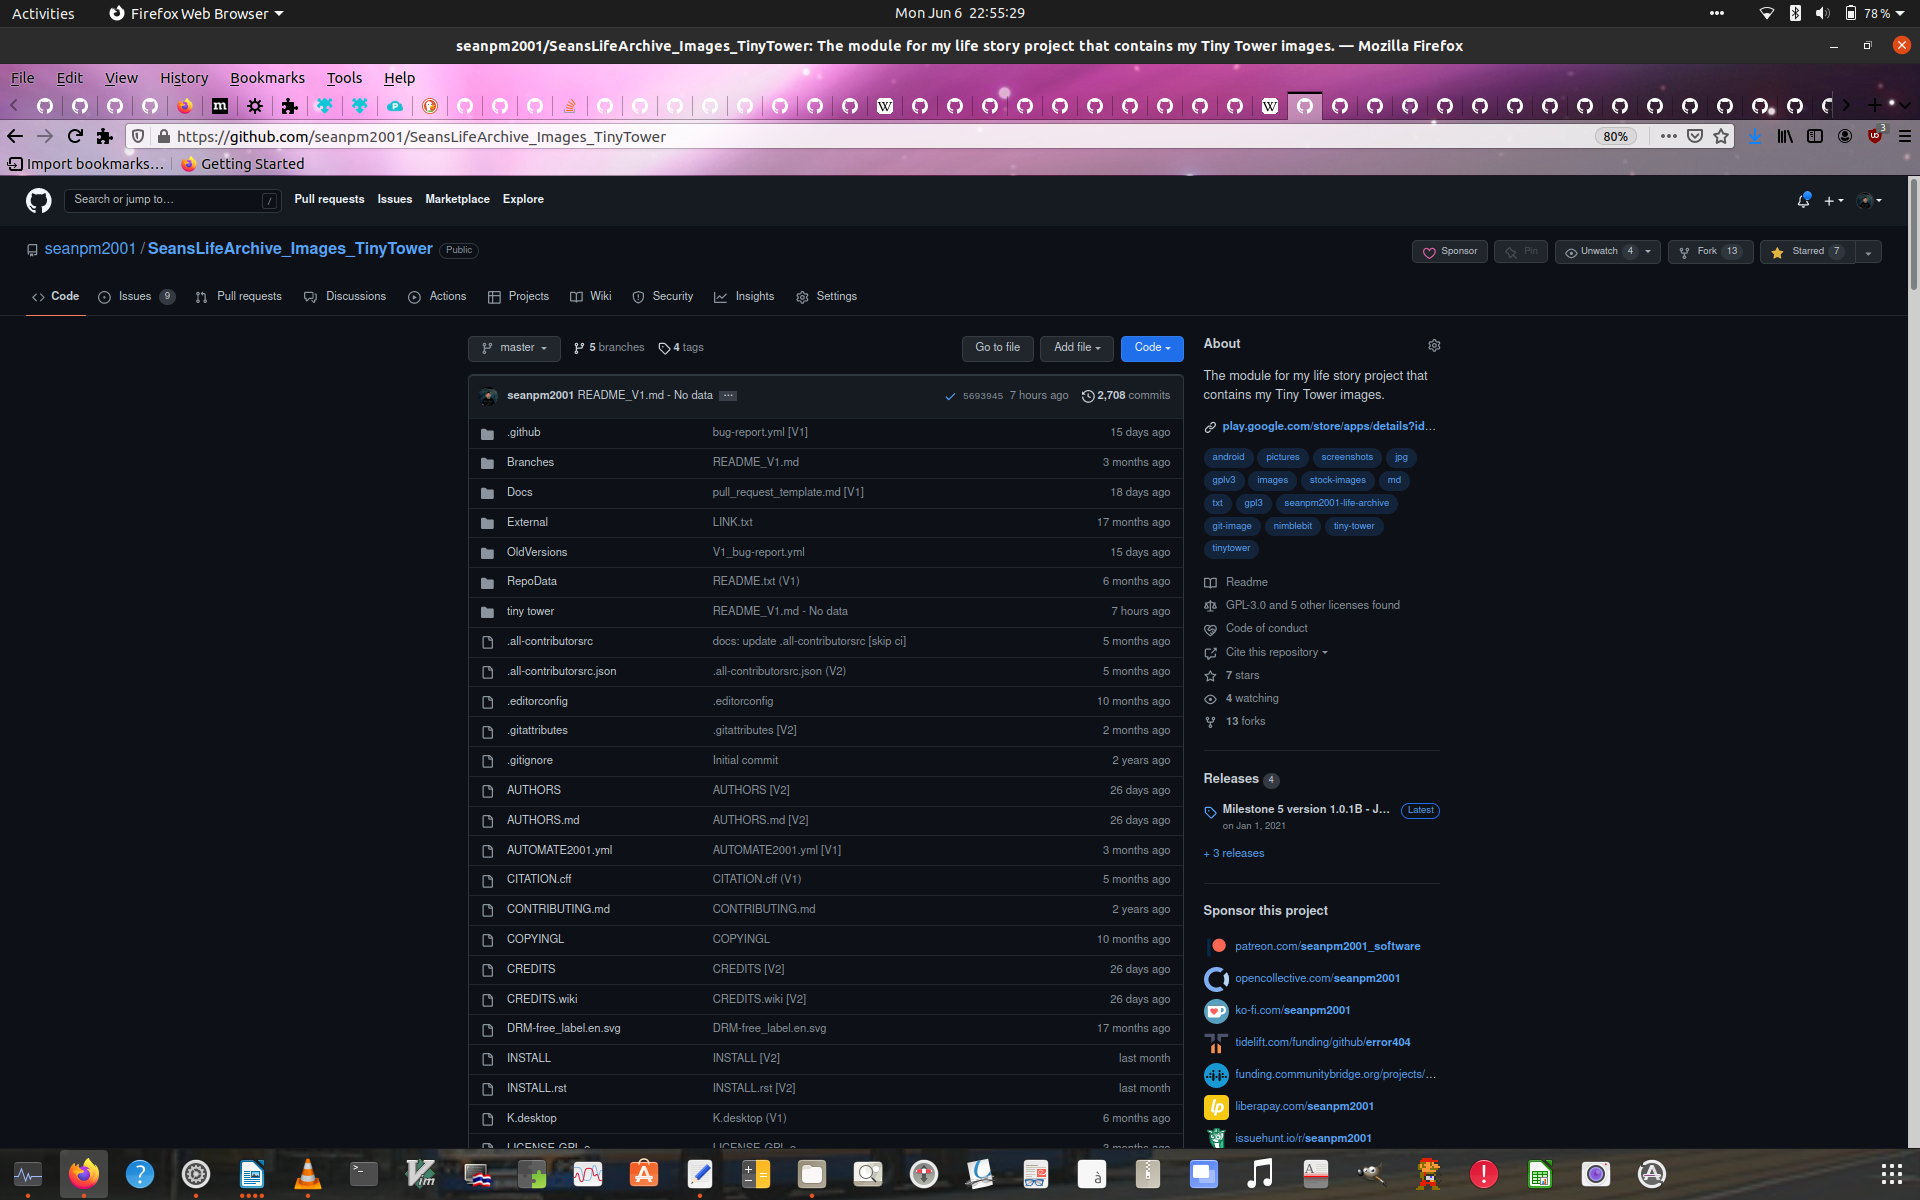 Activities
Firefox Web Browser
Mon Jun 6 22:55:29
78 %
seanpm2001/SeansLifeArchive_Images_TinyTower: The module for my life story project that contains my Tiny Tower images. — Mozilla Firefox
File Edit View History Bookmarks Tools Help
https://github.com/seanpm2001/SeansLifeArchive_Images_TinyTower
80%
3
Import bookmarks…
Getting Started
Search or jump to…
/
Pull requests Issues Marketplace Explore
seanpm2001 / SeansLifeArchive_Images_TinyTower Public
Sponsor
Pin
Unwatch 4
Fork 13
Starred 7
Code
Issues 9
Pull requests
Discussions
Actions
Projects
Wiki
Security
Insights
Settings
master
5 branches
4 tags
Go to file
Add file
Code
seanpm2001 README_V1.md - No data ... 5693945 7 hours ago 2,708 commits
.github bug-report.yml [V1] 15 days ago
Branches README_V1.md 3 months ago
Docs pull_request_template.md [V1] 18 days ago
External LINK.txt 17 months ago
OldVersions V1_bug-report.yml 15 days ago
RepoData README.txt (V1) 6 months ago
tiny tower README_V1.md - No data 7 hours ago
.all-contributorsrc docs: update .all-contributorsrc [skip ci] 5 months ago
.all-contributorsrc.json .all-contributorsrc.json (V2) 5 months ago
.editorconfig .editorconfig 10 months ago
.gitattributes .gitattributes [V2] 2 months ago
.gitignore Initial commit 2 years ago
AUTHORS AUTHORS [V2] 26 days ago
AUTHORS.md AUTHORS.md [V2] 26 days ago
AUTOMATE2001.yml AUTOMATE2001.yml [V1] 3 months ago
CITATION.cff CITATION.cff (V1) 5 months ago
CONTRIBUTING.md CONTRIBUTING.md 2 years ago
COPYINGL COPYINGL 10 months ago
CREDITS CREDITS [V2] 26 days ago
CREDITS.wiki CREDITS.wiki [V2] 26 days ago
DRM-free_label.en.svg DRM-free_label.en.svg 17 months ago
INSTALL INSTALL [V2] last month
INSTALL.rst INSTALL.rst [V2] last month
K.desktop K.desktop (V1) 6 months ago
About
The module for my life story project that
contains my Tiny Tower images.
play.google.com/store/apps/details?id…
android pictures screenshots jpg
gplv3 images stock-images md
txt gpl3 seanpm2001-life-archive
git-image nimblebit tiny-tower
tinytower
Readme
GPL-3.0 and 5 other licenses found
Code of conduct
Cite this repository
7 stars
4 watching
13 forks
Releases 4
Milestone 5 version 1.0.1B - J… Latest
on Jan 1, 2021
+ 3 releases
Sponsor this project
patreon.com/seanpm2001_software
opencollective.com/seanpm2001
ko-fi.com/seanpm2001
tidelift.com/funding/github/error404
funding.communitybridge.org/projects/…
liberapay.com/seanpm2001
issuehunt.io/r/seanpm2001